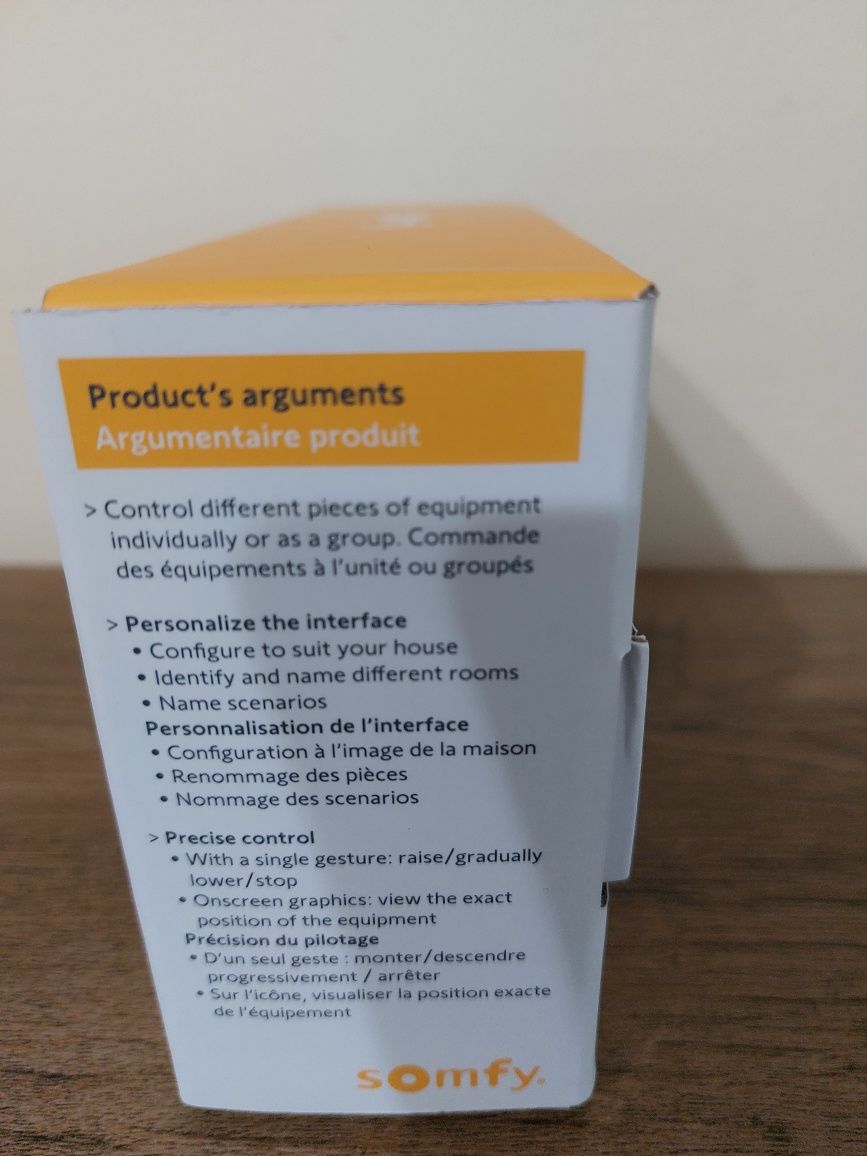 Product's arguments
Argumentaire produit
> Control different pieces of equipment
individually or as a group. Commande
des équipements à l'unité ou groupés
> Personalize the interface
• Configure to suit your house
• Identify and name different rooms
• Name scenarios
Personnalisation de l'interface
• Configuration à l'image de la maison
• Renommage des pièces
• Nommage des scenarios
> Precise control
• With a single gesture: raise/gradually
lower/stop
• Onscreen graphics: view the exact
position of the equipment
Précision du pilotage
• D'un seul geste : monter/descendre
progressivement / arrêter
• Sur l'icône, visualiser la position exacte
de l'équipement
somfy.